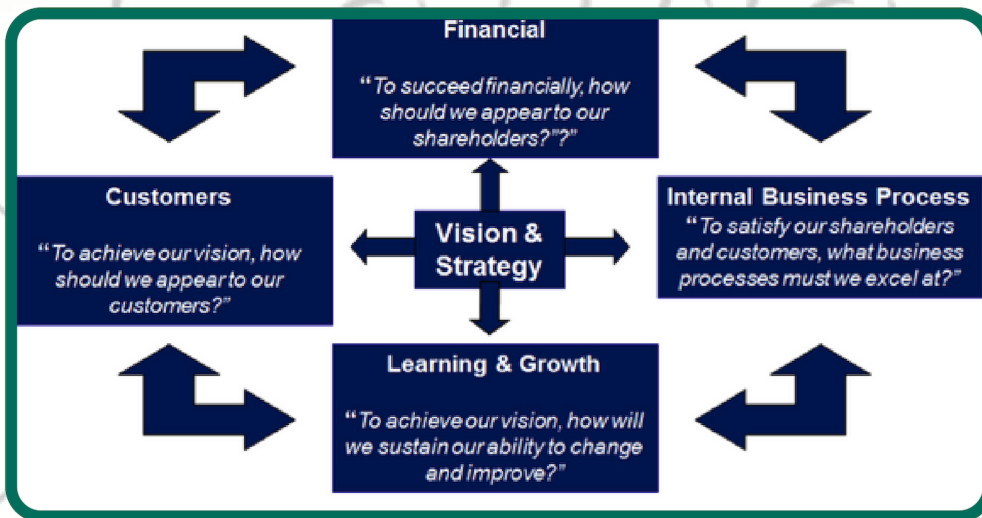 Financial
“To succeed financially, how
should we appear to our
shareholders?”?”
Customers
“To achieve our vision, how
should we appear to our
customers?”
Vision &
Strategy
Internal Business Process
“To satisfy our shareholders
and customers, what business
processes must we excel at?”
Learning & Growth
“To achieve our vision, how will
we sustain our ability to change
and improve?”